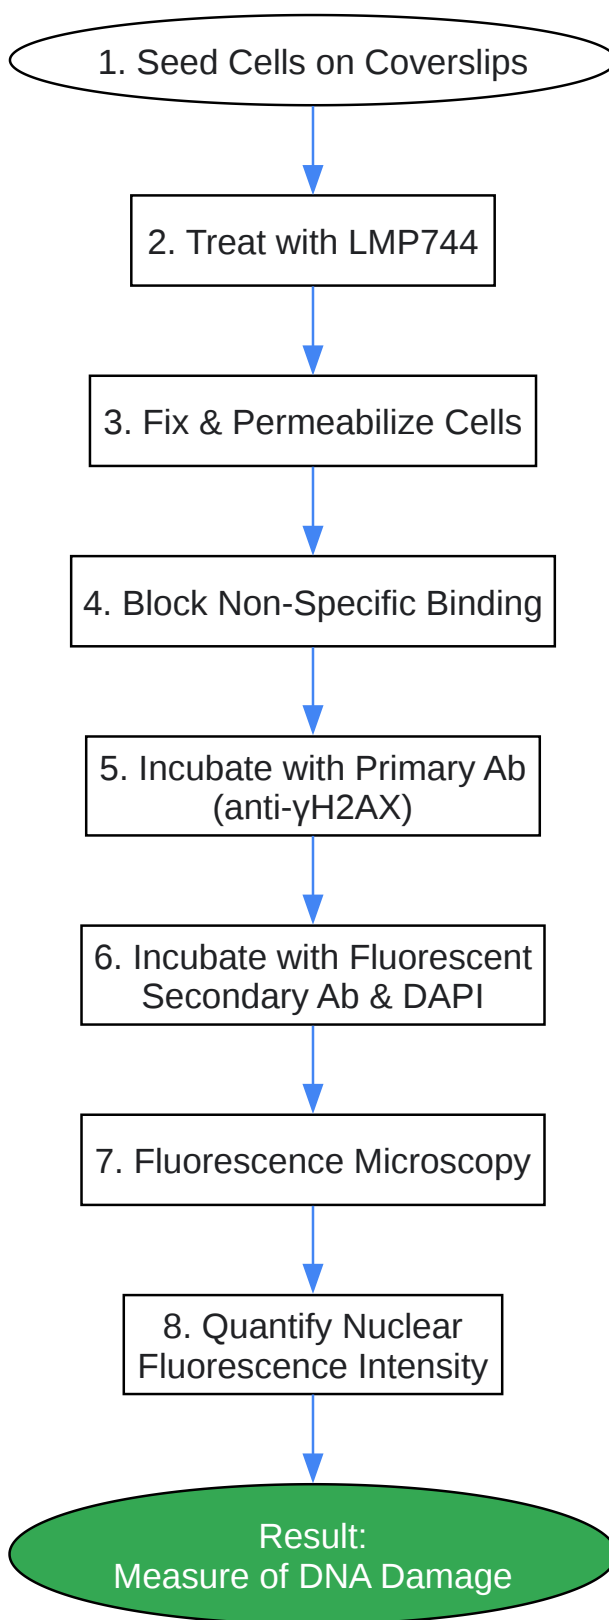 1. Seed Cells on Coverslips
2. Treat with LMP744
3. Fix & Permeabilize Cells
4. Block Non-Specific Binding
5. Incubate with Primary Ab
(anti-γH2AX)
6. Incubate with Fluorescent
Secondary Ab & DAPI
7. Fluorescence Microscopy
8. Quantify Nuclear
Fluorescence Intensity
Result:
Measure of DNA Damage